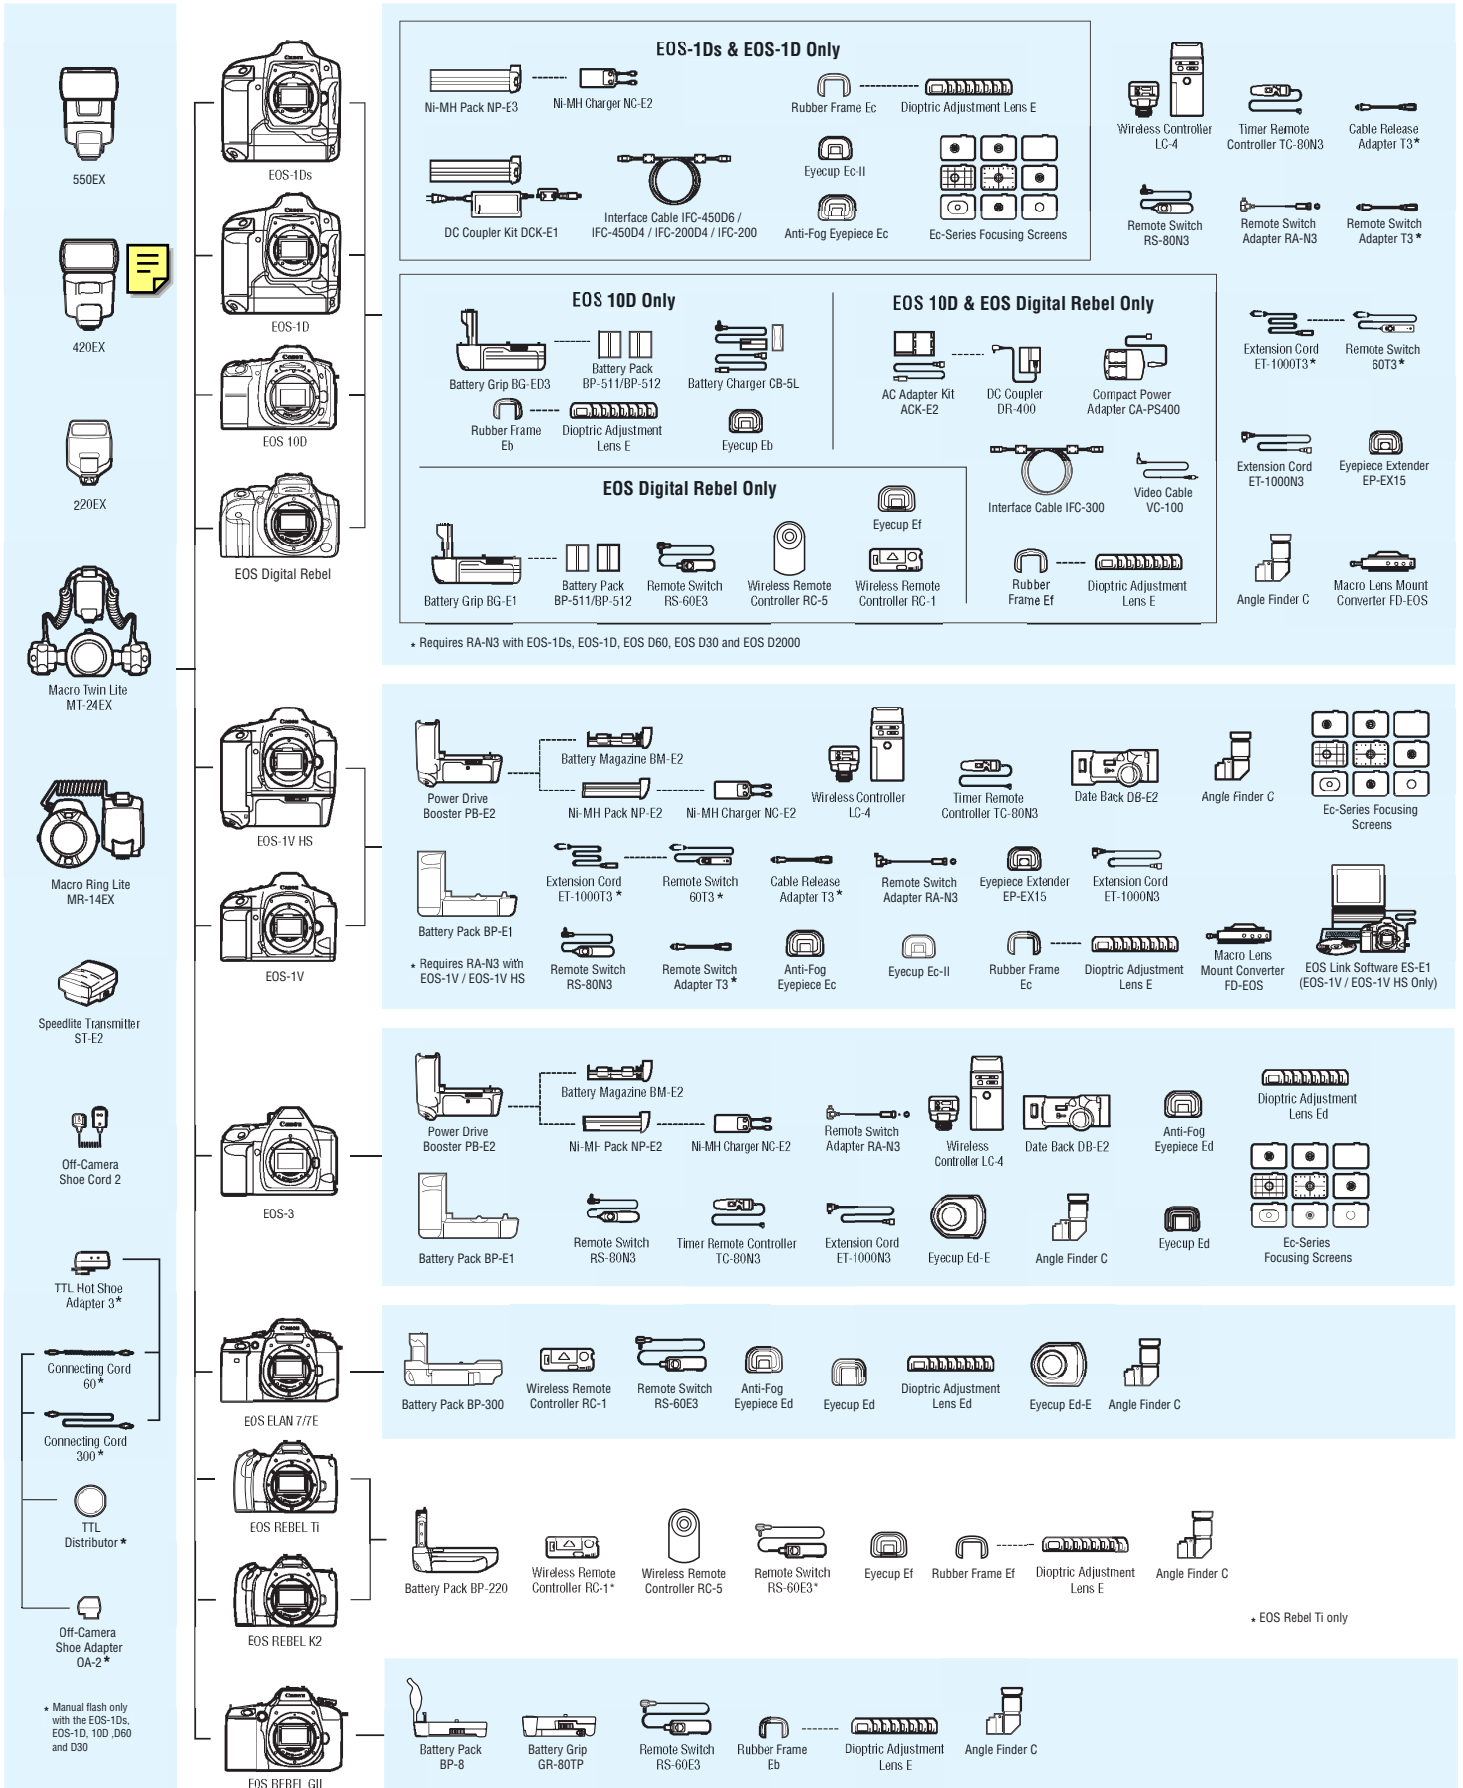 550EX
420EX
220EX
Macro Twin Lite
MT-24EX
Macro Ring Lite
MR-14EX
Speedlite Transmitter
ST-E2
Off-Camera
Shoe Cord 2
TTL Hot Shoe
Adapter 3*
Connecting Cord
60*
Connecting Cord
300*
TTL
Distributor*
Off-Camera
Shoe Adapter
OA-2*
* Manual flash only
with the EOS-1Ds,
EOS-1D, 10D ,D60
and D30
Canon
EOS-1Ds
Canon
EOS-1D
Canon
EOS 10D
EOS Digital Rebel
Canon
EOS-1V HS
Canon
EOS-1V
Canon
EOS-3
Canon
EOS ELAN 7/7E
Canon
EOS REBEL Ti
Canon
EOS REBEL K2
Canon
EOS REBEL GII
EOS-1Ds & EOS-1D Only
Ni-MH Pack NP-E3
Ni-MH Charger NC-E2
Rubber Frame Ec
Dioptric Adjustment Lens E
DC Coupler Kit DCK-E1
Interface Cable IFC-450D6 /
IFC-450D4 / IFC-200D4 / IFC-200
Eyecup Ec-II
Anti-Fog Eyepiece Ec
Ec-Series Focusing Screens
Wireless Controller
LC-4
Timer Remote
Controller TC-80N3
Cable Release
Adapter T3*
Remote Switch
RS-80N3
Remote Switch
Adapter RA-N3
Remote Switch
Adapter T3*
EOS 10D Only
Battery Grip BG-ED3
Battery Pack
BP-511/BP-512
Battery Charger CB-5L
Rubber Frame
Eb
Dioptric Adjustment
Lens E
Eyecup Eb
EOS 10D & EOS Digital Rebel Only
AC Adapter Kit
ACK-E2
DC Coupler
DR-400
Compact Power
Adapter CA-PS400
Interface Cable IFC-300
Video Cable
VC-100
Rubber
Frame Ef
Dioptric Adjustment
Lens E
EOS Digital Rebel Only
Eyecup Ef
Battery Grip BG-E1
Battery Pack
BP-511/BP-512
Remote Switch
RS-60E3
Wireless Remote
Controller RC-5
Wireless Remote
Controller RC-1
Extension Cord
ET-1000T3*
Remote Switch
60T3*
Extension Cord
ET-1000N3
Eyepiece Extender
EP-EX15
Angle Finder C
Macro Lens Mount
Converter FD-EOS
* Requires RA-N3 with EOS-1Ds, EOS-1D, EOS D60, EOS D30 and EOS D2000
Power Drive
Booster PB-E2
Battery Magazine BM-E2
Ni-MH Pack NP-E2
Ni-MH Charger NC-E2
Wireless Controller
LC-4
Timer Remote
Controller TC-80N3
Date Back DB-E2
Angle Finder C
Ec-Series Focusing
Screens
Battery Pack BP-E1
Extension Cord
ET-1000T3*
Remote Switch
60T3*
Cable Release
Adapter T3*
Remote Switch
Adapter RA-N3
Eyepiece Extender
EP-EX15
Extension Cord
ET-1000N3
* Requires RA-N3 with
EOS-1V / EOS-1V HS
Remote Switch
RS-80N3
Remote Switch
Adapter T3*
Anti-Fog
Eyepiece Ec
Eyecup Ec-II
Rubber Frame
Ec
Dioptric Adjustment
Lens E
Macro Lens
Mount Converter
FD-EOS
EOS Link Software ES-E1
(EOS-1V / EOS-1V HS Only)
Power Drive
Booster PB-E2
Battery Magazine BM-E2
Ni-MH Pack NP-E2
Ni-MH Charger NC-E2
Remote Switch
Adapter RA-N3
Wireless
Controller LC-4
Date Back DB-E2
Anti-Fog
Eyepiece Ed
Dioptric Adjustment
Lens Ed
Battery Pack BP-E1
Remote Switch
RS-80N3
Timer Remote Controller
TC-80N3
Extension Cord
ET-1000N3
Eyecup Ed-E
Angle Finder C
Eyecup Ed
Ec-Series
Focusing Screens
Battery Pack BP-300
Wireless Remote
Controller RC-1
Remote Switch
RS-60E3
Anti-Fog
Eyepiece Ed
Eyecup Ed
Dioptric Adjustment
Lens Ed
Eyecup Ed-E
Angle Finder C
Battery Pack BP-220
Wireless Remote
Controller RC-1*
Wireless Remote
Controller RC-5
Remote Switch
RS-60E3*
Eyecup Ef
Rubber Frame Ef
Dioptric Adjustment
Lens E
Angle Finder C
* EOS Rebel Ti only
Battery Pack
BP-8
Battery Grip
GR-80TP
Remote Switch
RS-60E3
Rubber Frame
Eb
Dioptric Adjustment
Lens E
Angle Finder C